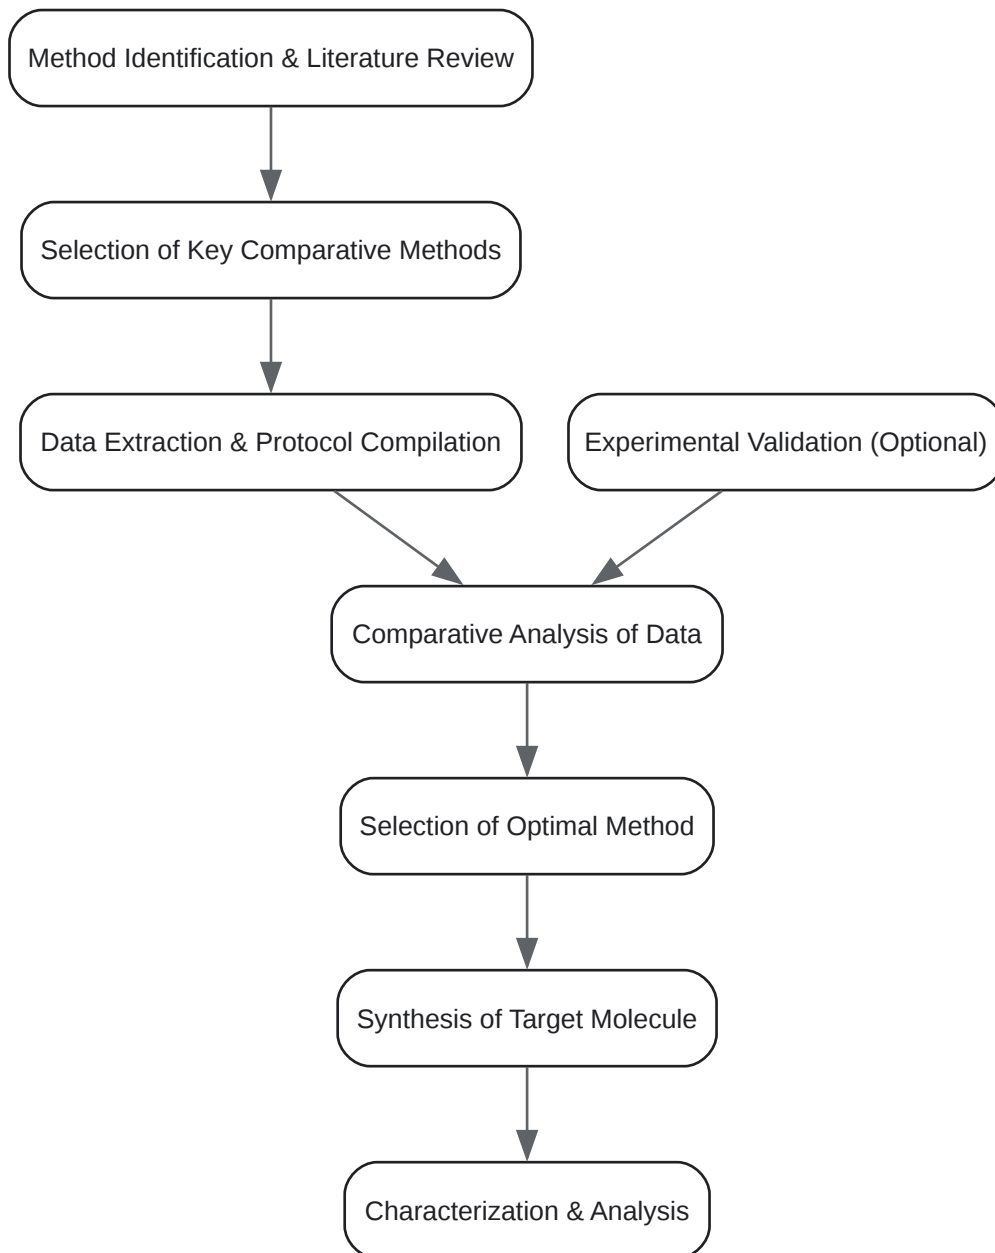 Method Identification & Literature Review
Selection of Key Comparative Methods
Data Extraction & Protocol Compilation
Experimental Validation (Optional)
Comparative Analysis of Data
Selection of Optimal Method
Synthesis of Target Molecule
Characterization & Analysis